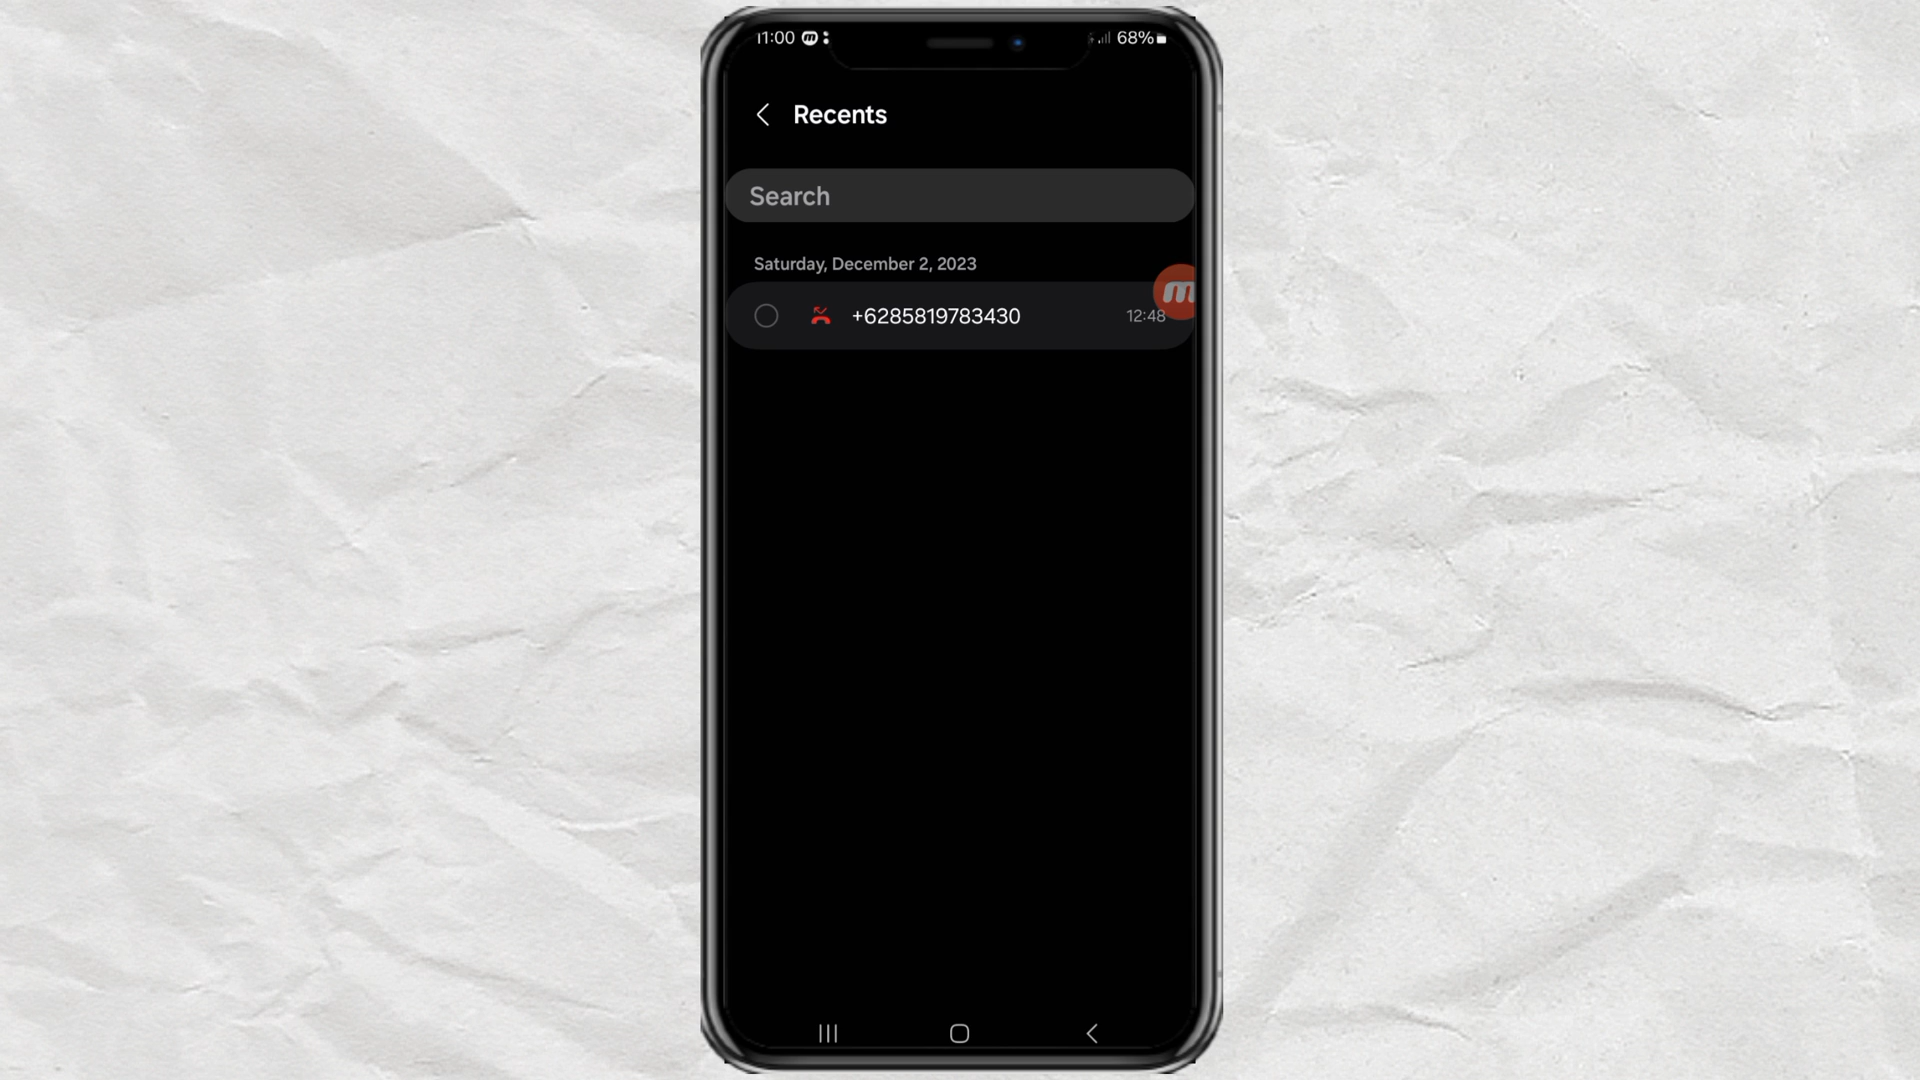 11:00 m 68%
Recents
Search
Saturday, December 2, 2023
m
+6285819783430 12:48